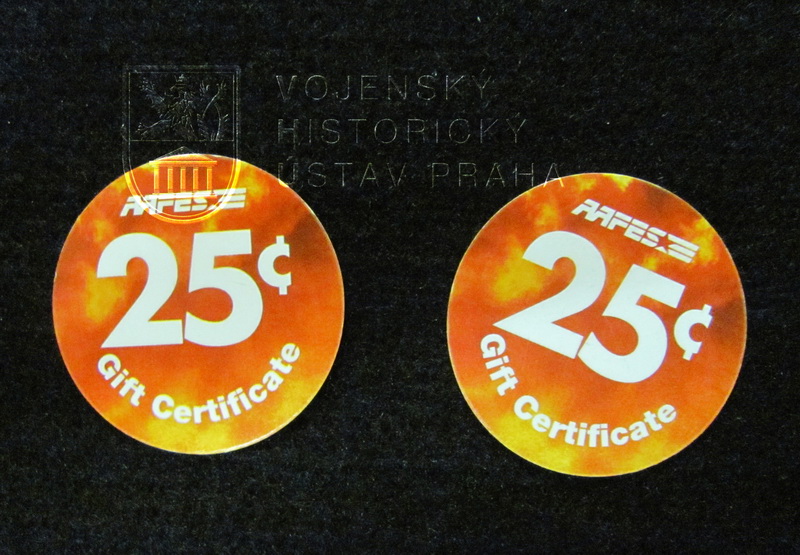 VOJENSKÝ
HISTORICKÝ
ÚSTAV PRAHA
AAFES
25¢
Gift Certificate
AAFES
25¢
Gift Certificate